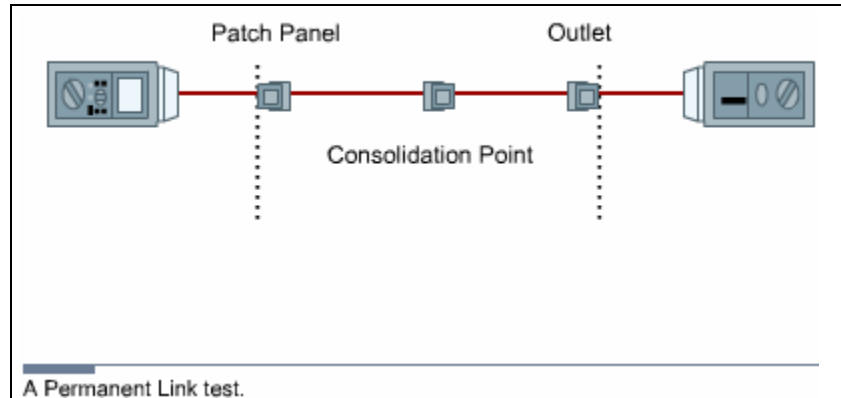 Patch Panel
Outlet
Consolidation Point
A Permanent Link test.